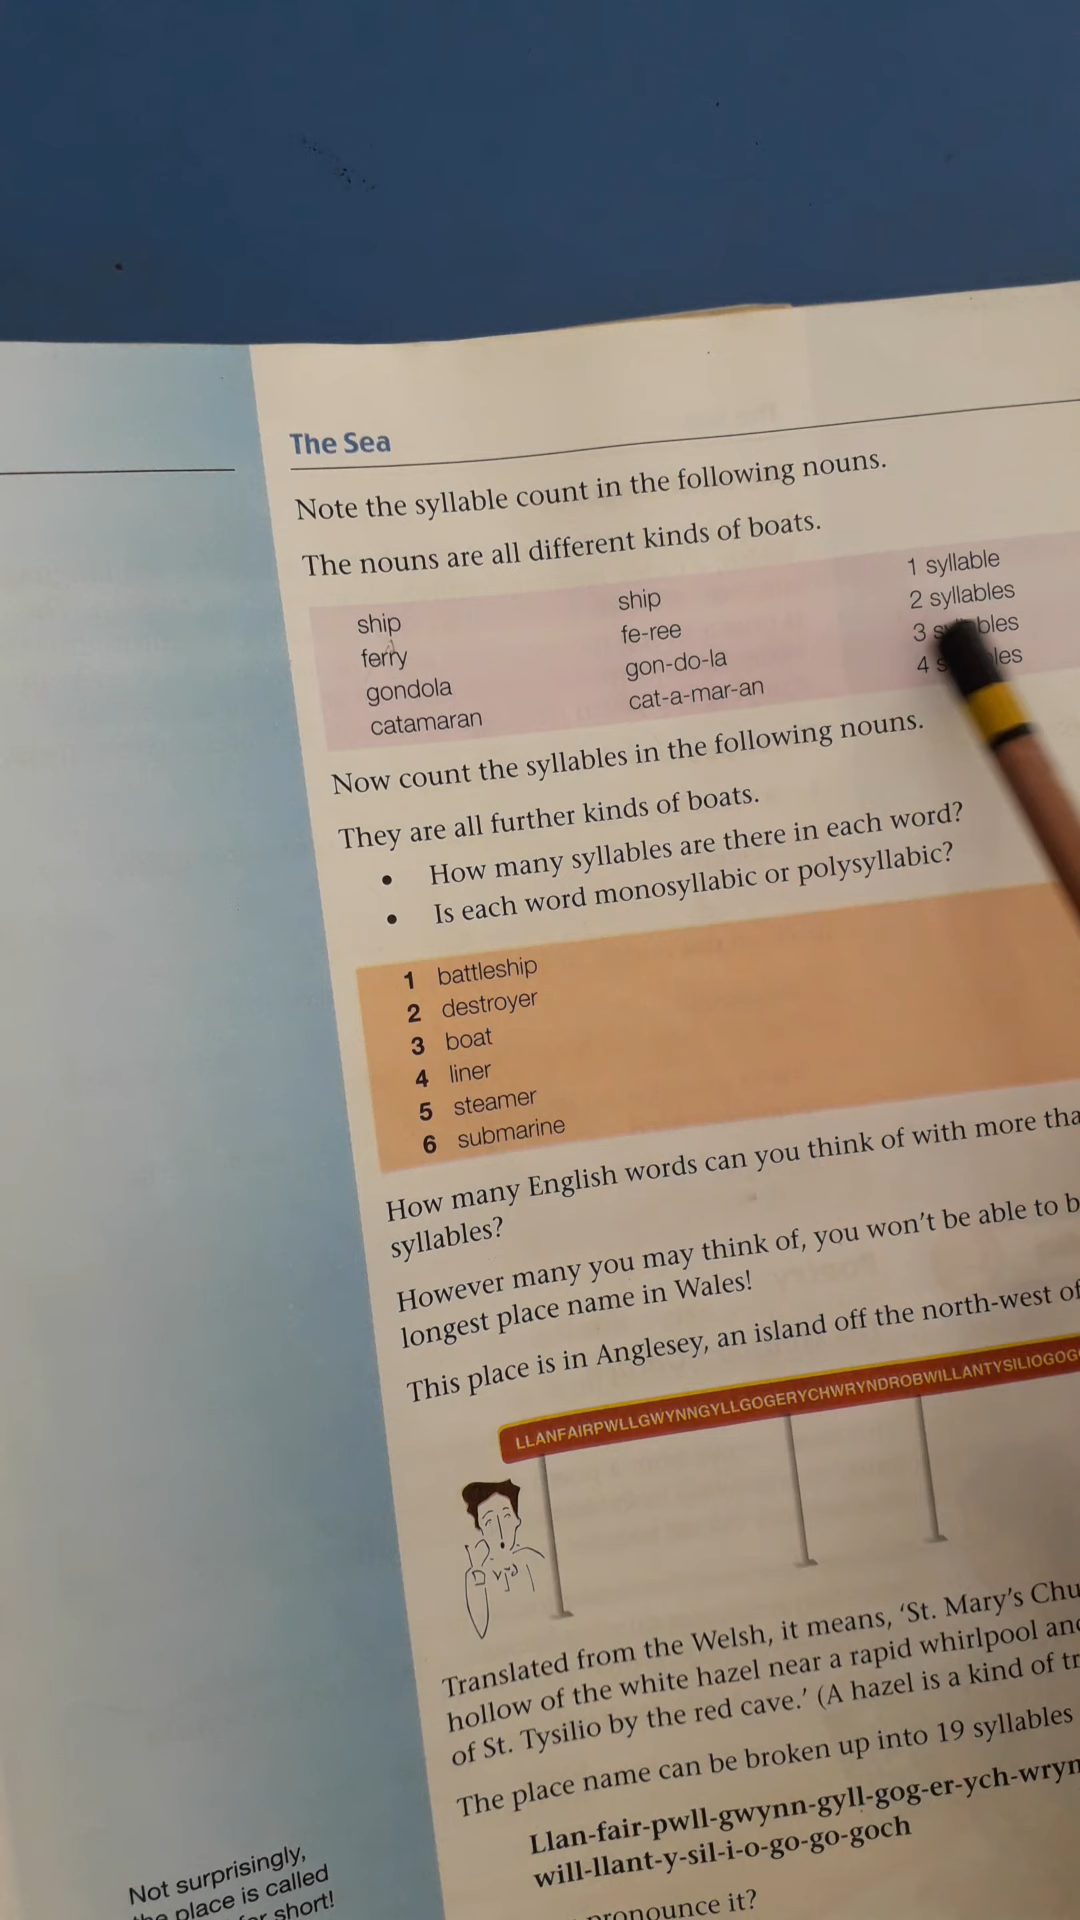 The Sea
Note the syllable count in the following nouns.
The nouns are all different kinds of boats.
ship ship 1 syllable
ferry fe-ree 2 syllables
gondola gon-do-la 3
catamaran cat-a-mar-an 4
Now count the syllables in the following nouns.
They are all further kinds of boats.
• How many syllables are there in each word?
• Is each word monosyllabic or polysyllabic?
1 battleship
2 destroyer
3 boat
4 liner
5 steamer
6 submarine
How many English words can you think of with more
syllables?
However many you may think of, you won't be able to
longest place name in Wales!
This place is in Anglesey, an island off the north-west of
LLANFAIRPWLLGWYNNGYLLGOGERYCHWRYNDROBWILLANTYSILIOGOG
Translated from the Welsh, it means, 'St. Mary's
hollow of the white hazel near a rapid whirlpool
of St. Tysilio by the red cave.' (A hazel is a kind of
The place name can be broken up into 19 syllables
Llan-fair-pwll-gwynn-gyll-gog-er-ych-wryn
will-llant-y-sil-i-o-go-go-goch
pronounce it?
Not surprisingly,
place is called
short!